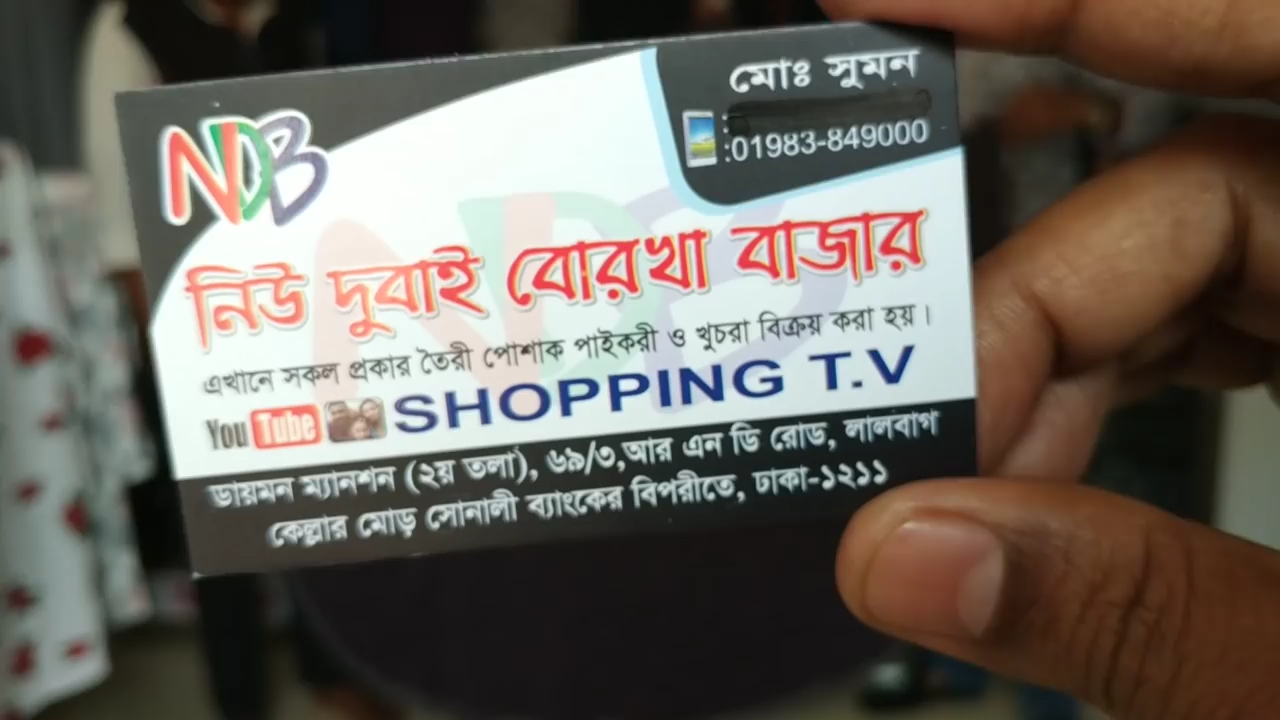 NDB
মোঃ সুমন
:01983-849000
নিউ দুবাই বোরখা বাজার
এখানে সকল প্রকার তৈরী পোশাক পাইকরী ও খুচরা বিক্রয় করা হয়।
YouTube SHOPPING T.V
ডায়মন ম্যানশন (২য় তলা), ৬৯/৩,আর এন ডি রোড, লালবাগ
কেল্লার মোড় সোনালী ব্যাংকের বিপরীতে, ঢাকা-১২১১